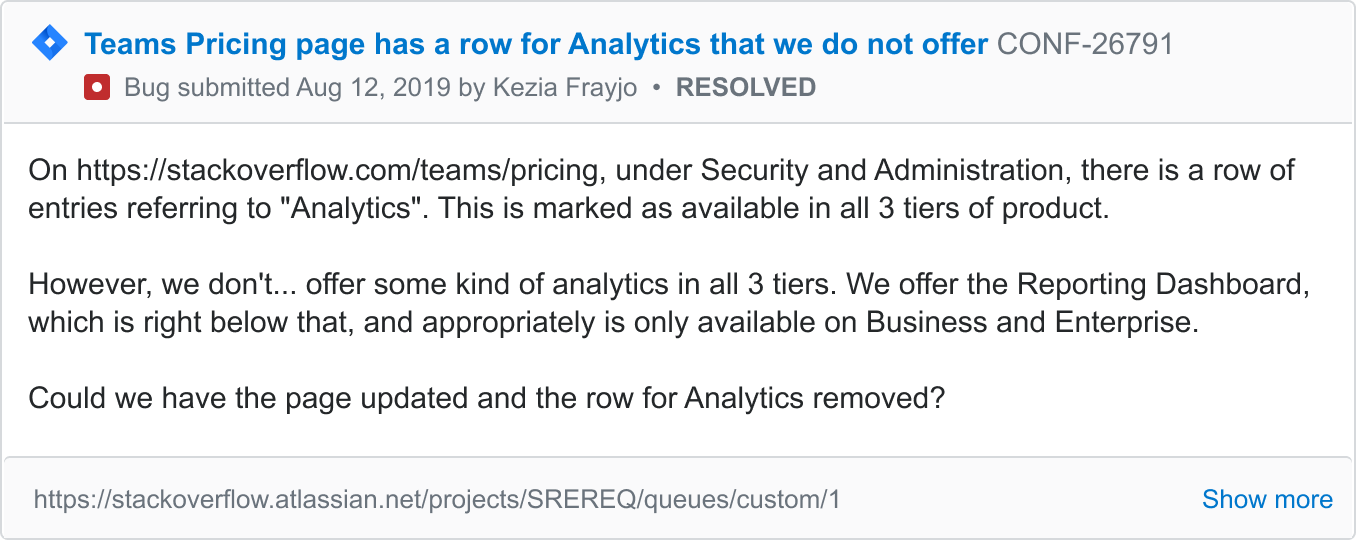 Teams Pricing page has a row for Analytics that we do not offer CONF-26791
Bug submitted Aug 12, 2019 by Kezia Frayjo • RESOLVED
On https://stackoverflow.com/teams/pricing, under Security and Administration, there is a row of
entries referring to "Analytics". This is marked as available in all 3 tiers of product.
However, we don't... offer some kind of analytics in all 3 tiers. We offer the Reporting Dashboard,
which is right below that, and appropriately is only available on Business and Enterprise.
Could we have the page updated and the row for Analytics removed?
https://stackoverflow.atlassian.net/projects/SREREQ/queues/custom/1 Show more